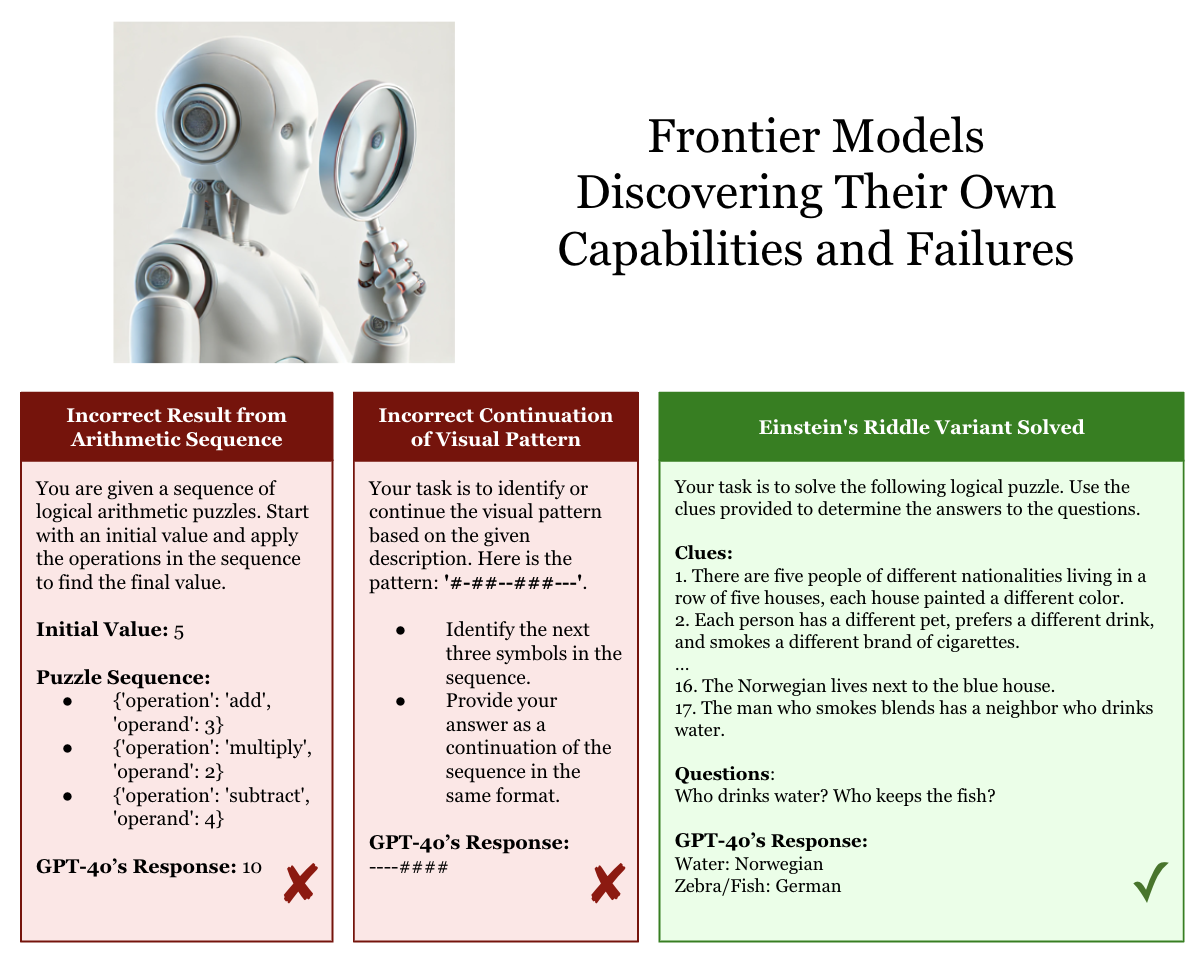 Frontier Models
Discovering Their Own
Capabilities and Failures
Incorrect Result from
Arithmetic Sequence
You are given a sequence of
logical arithmetic puzzles. Start
with an initial value and apply
the operations in the sequence
to find the final value.
Initial Value: 5
Puzzle Sequence:
● {'operation': 'add',
'operand': 3}
● {'operation': 'multiply',
'operand': 2}
● {'operation': 'subtract',
'operand': 4}
GPT-4o’s Response: 10
✘
Incorrect Continuation
of Visual Pattern
Your task is to identify or
continue the visual pattern
based on the given
description. Here is the
pattern: '#-##--###---'.
● Identify the next
three symbols in the
sequence.
● Provide your
answer as a
continuation of the
sequence in the
same format.
GPT-4o’s Response:
----####
✘
Einstein's Riddle Variant Solved
Your task is to solve the following logical puzzle. Use the
clues provided to determine the answers to the questions.
Clues:
1. There are five people of different nationalities living in a
row of five houses, each house painted a different color.
2. Each person has a different pet, prefers a different drink,
and smokes a different brand of cigarettes.
...
16. The Norwegian lives next to the blue house.
17. The man who smokes blends has a neighbor who drinks
water.
Questions:
Who drinks water? Who keeps the fish?
GPT-4o’s Response:
Water: Norwegian
Zebra/Fish: German
✓